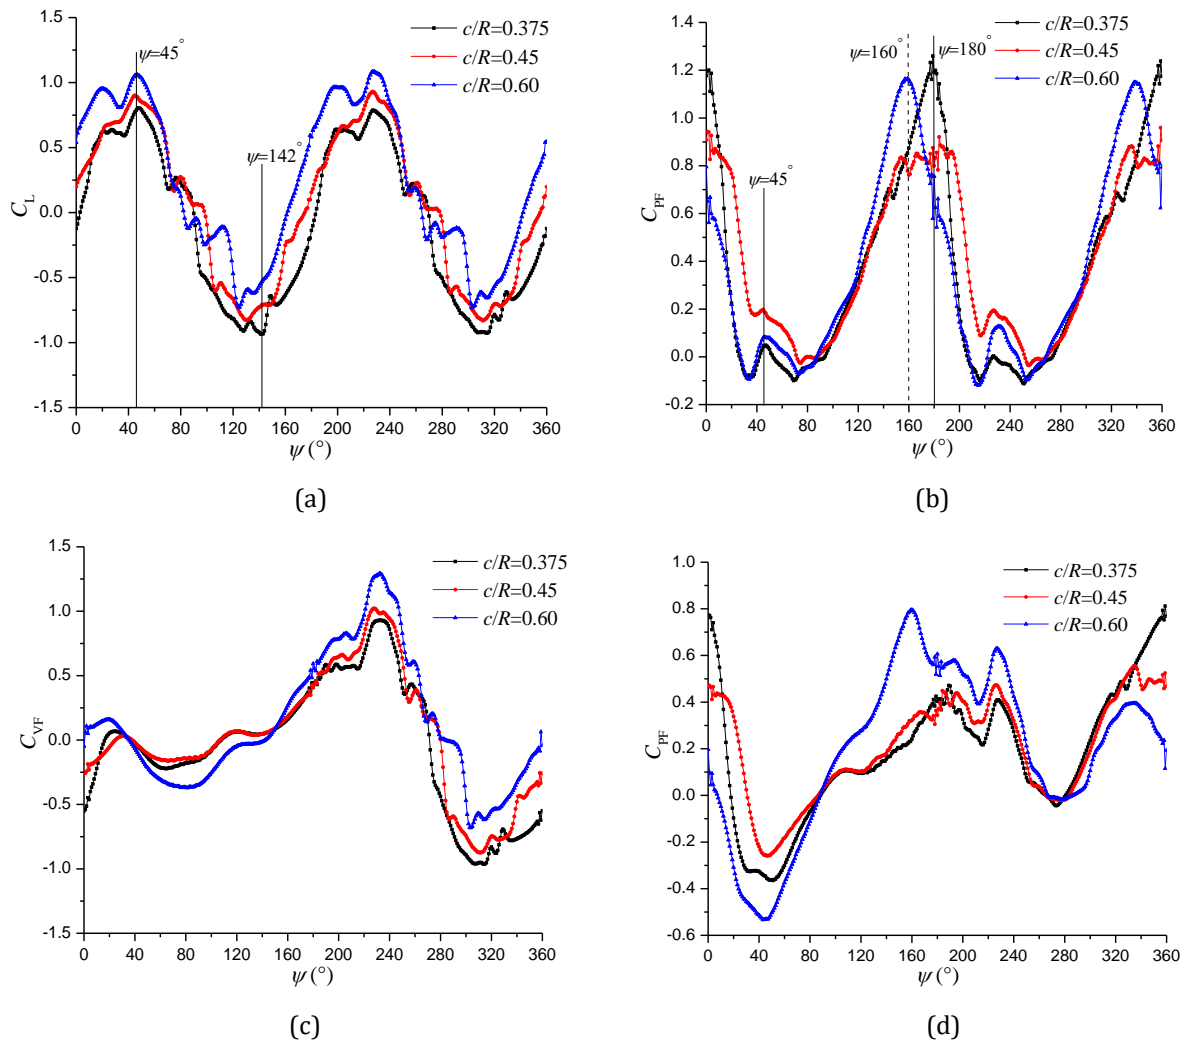 c/R=0.375
c/R=0.45
c/R=0.60
ψ=45°
ψ=142°
1.5
1.0
0.5
0.0
-0.5
-1.0
-1.5
C_L
0 40 80 120 160 200 240 280 320 360
ψ (°)
(a)
c/R=0.375
c/R=0.45
c/R=0.60
ψ=160°
ψ=180°
ψ=45°
1.4
1.2
1.0
0.8
0.6
0.4
0.2
0.0
-0.2
C_PF
0 40 80 120 160 200 240 280 320 360
ψ (°)
(b)
c/R=0.375
c/R=0.45
c/R=0.60
1.5
1.0
0.5
0.0
-0.5
-1.0
-1.5
C_VF
0 40 80 120 160 200 240 280 320 360
ψ (°)
(c)
c/R=0.375
c/R=0.45
c/R=0.60
1.0
0.8
0.6
0.4
0.2
0.0
-0.2
-0.4
-0.6
C_PF
0 40 80 120 160 200 240 280 320 360
ψ (°)
(d)